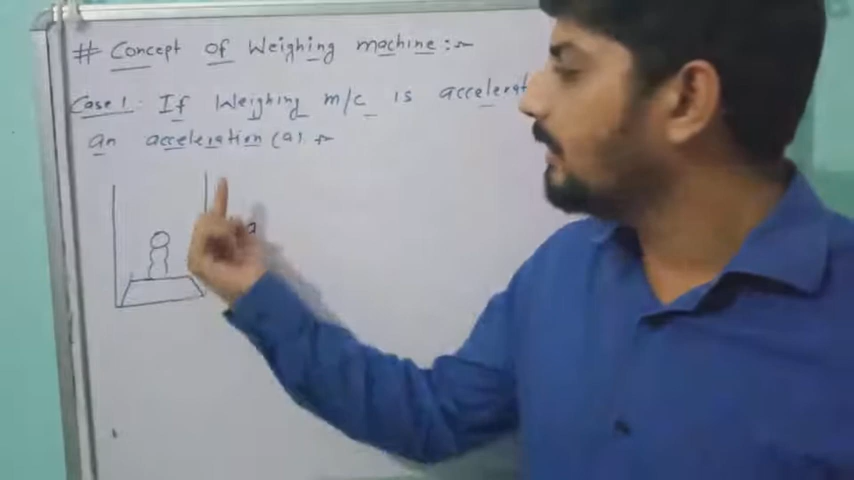 # Concept of Weighing machine :-
Case 1: If Weighing m/c is accelerat
an acceleration (a) :-
a